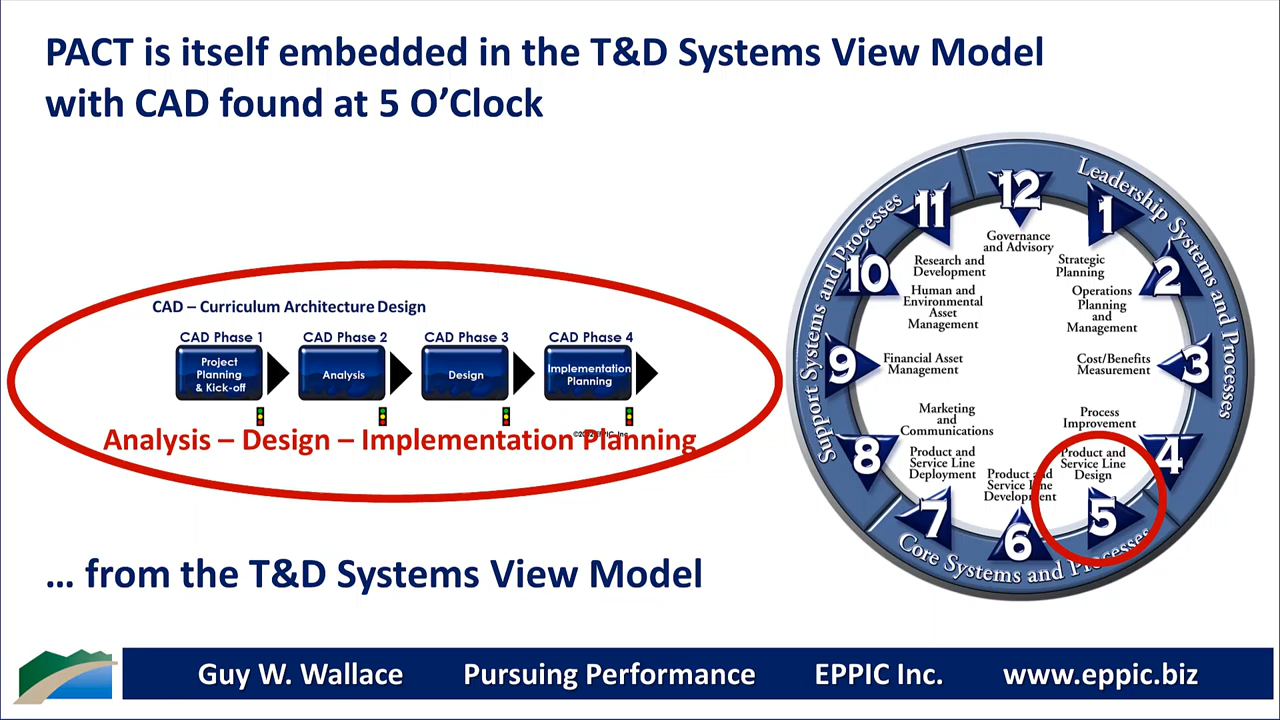 PACT is itself embedded in the T&D Systems View Model
with CAD found at 5 O’Clock
CAD – Curriculum Architecture Design
CAD Phase 1
Project
Planning
& Kick-off
CAD Phase 2
Analysis
CAD Phase 3
Design
CAD Phase 4
Implementation
Planning
EPPIC Inc.
Analysis – Design – Implementation Planning
… from the T&D Systems View Model
Leadership Systems and Processes
Core Systems and Processes
Support Systems and Processes
12
Governance
and Advisory
1
Strategic
Planning
2
Operations
Planning
and
Management
3
Cost/Benefits
Measurement
4
Process
Improvement
5
Product and
Service Line
Design
6
Product and
Service Line
Development
7
Product and
Service Line
Deployment
8
Marketing
and
Communications
9
Financial Asset
Management
10
Human and
Environmental
Asset
Management
11
Research and
Development
Guy W. Wallace Pursuing Performance EPPIC Inc. www.eppic.biz